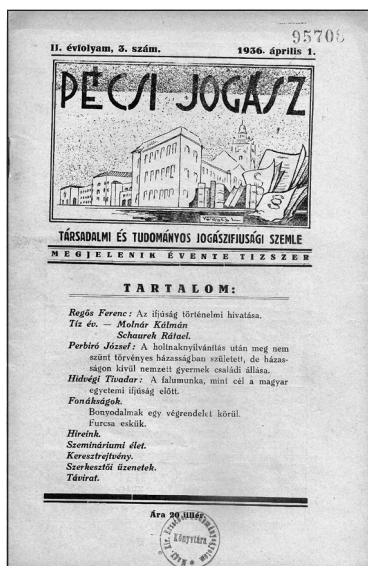 95708
II. évfolyam, 3. szám. 1936. április 1.
PÉCSI JOGÁSZ
TÁRSADALMI ÉS TUDOMÁNYOS JOGÁSZIFJUSÁGI SZEMLE
MEGJELENIK ÉVENTE TIZSZER
TARTALOM:
Regős Ferenc: Az ifjúság történelmi hivatása.
Tíz év. — Molnár Kálmán
Schaurek Ráfael.
Perbiró József: A holtnaknyilvánítás után meg nem
szünt törvényes házasságban született, de házas-
ságon kívül nemzett gyermek családi állása.
Hidvégi Tivadar: A falumunka, mint cél a magyar
egyetemi ifjúság előtt.
Fonákságok.
Bonyodalmak egy végrendelet körül.
Furcsa eskük.
Hireink.
Szemináriumi élet.
Keresztrejtvény.
Szerkesztői üzenetek.
Távirat.
Ára 20 fillér.
Könyvtára